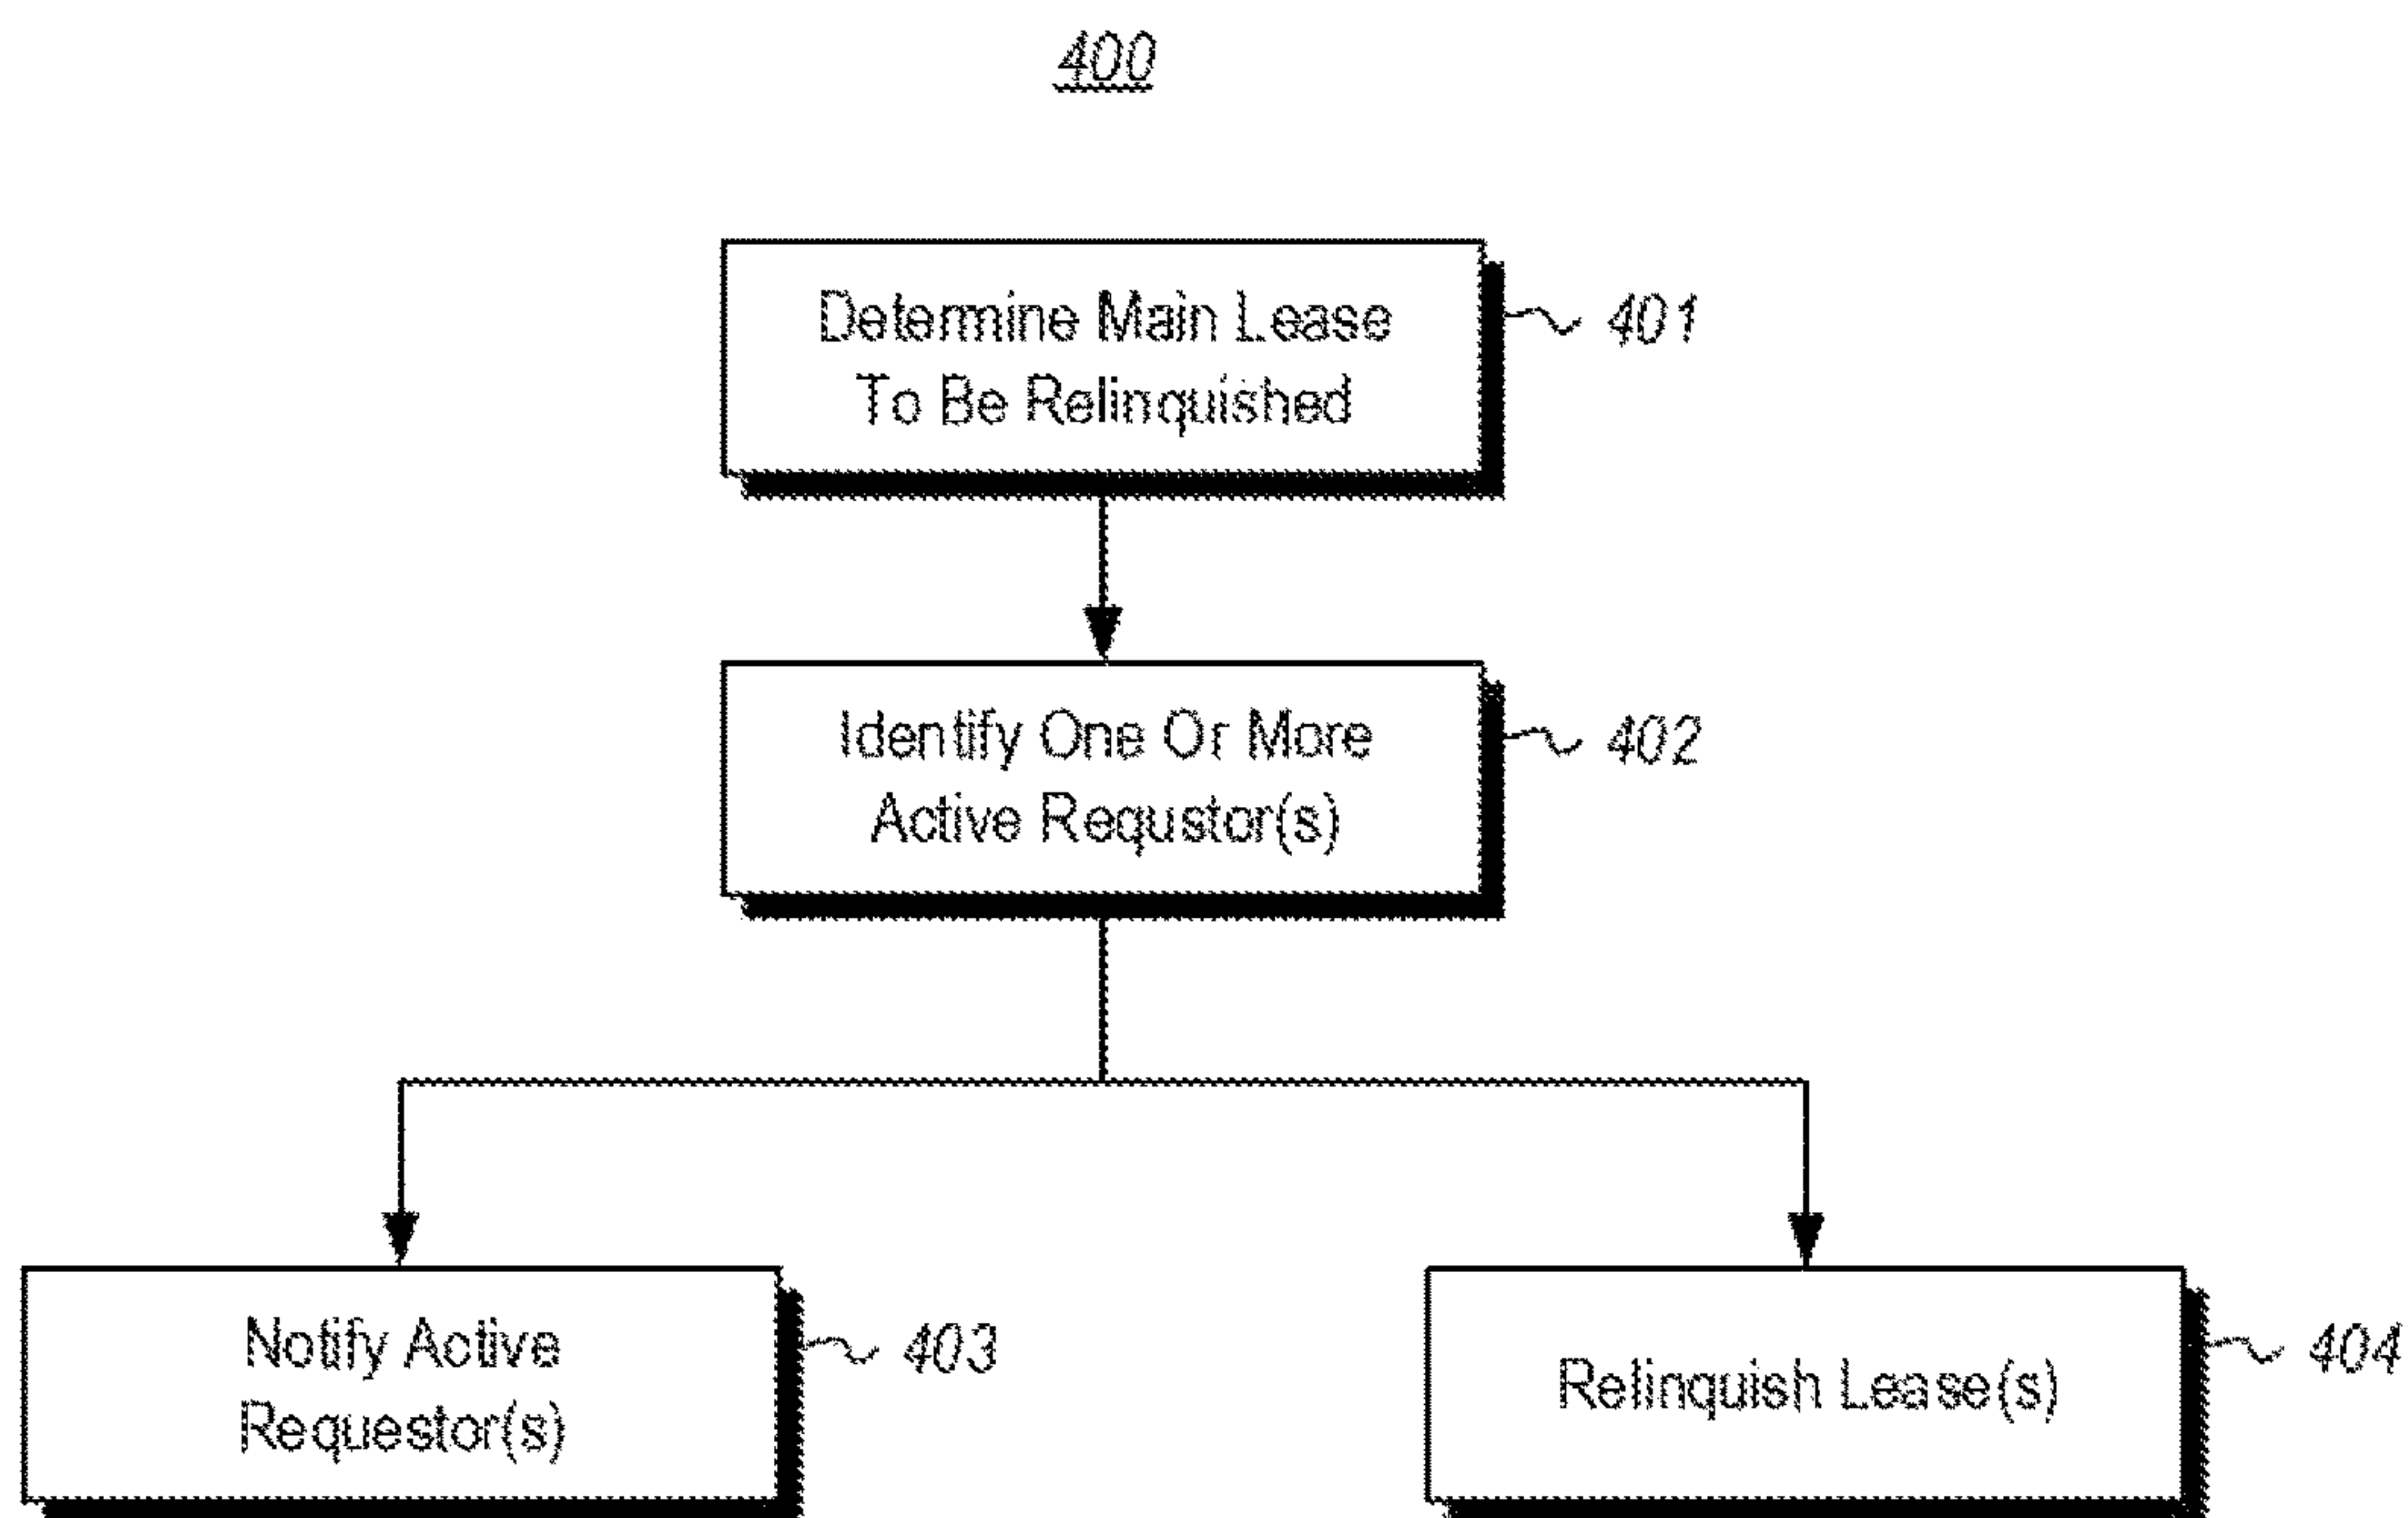 400
Determine Main Lease
To Be Relinquished
401
Identify One Or More
Active Requstor(s)
402
Notify Active
Requestor(s)
403
Relinquish Lease(s)
404